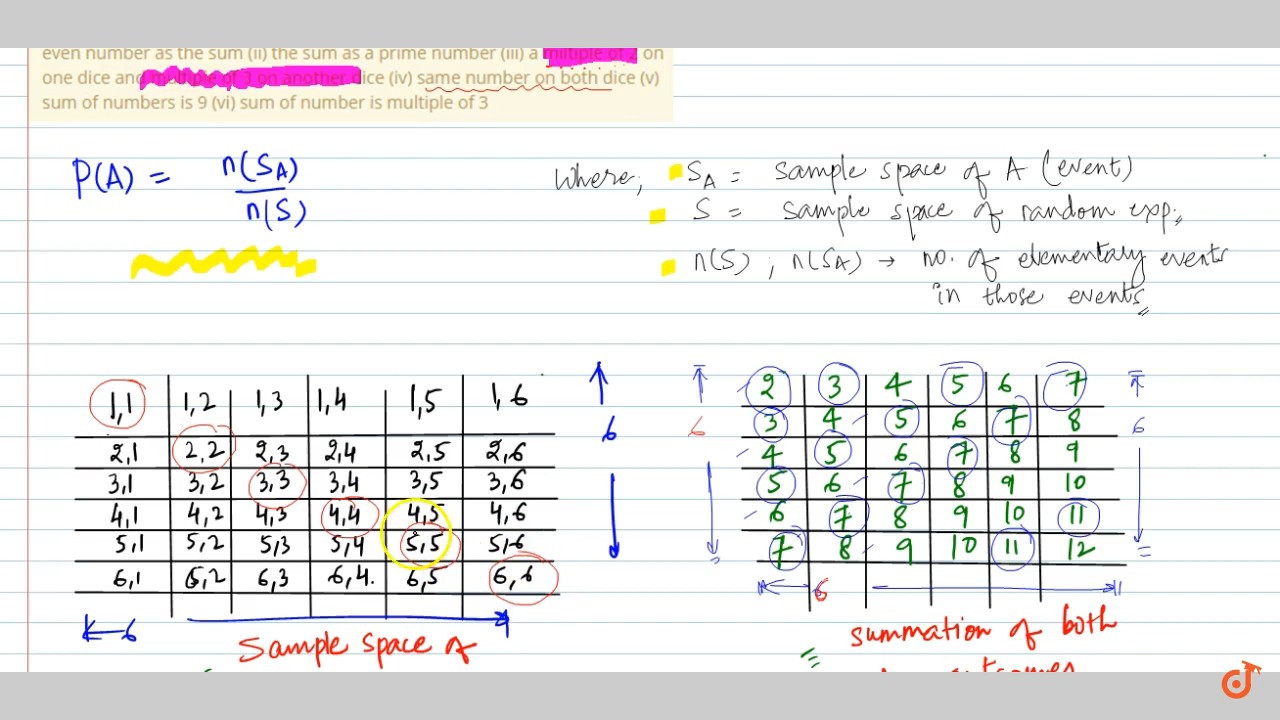 even number as the sum (ii) the sum as a prime number (iii) a miltiple of 2 on
one dice and multiple of 3 on another dice (iv) same number on both dice (v)
sum of numbers is 9 (vi) sum of number is multiple of 3
P(A) = n(SA) / n(S)
where; SA = sample space of A (event)
S = sample space of random exp.
n(S) ; n(SA) → no. of elementary events
in those events
1,1 1,2 1,3 1,4 1,5 1,6
2,1 2,2 2,3 2,4 2,5 2,6
3,1 3,2 3,3 3,4 3,5 3,6
4,1 4,2 4,3 4,4 4,5 4,6
5,1 5,2 5,3 5,4 5,5 5,6
6,1 6,2 6,3 6,4. 6,5 6,6
6
6
Sample space of
6
2 3 4 5 6 7
3 4 5 6 7 8
4 5 6 7 8 9
5 6 7 8 9 10
6 7 8 9 10 11
7 8 9 10 11 12
6
6
summation of both
outcomes